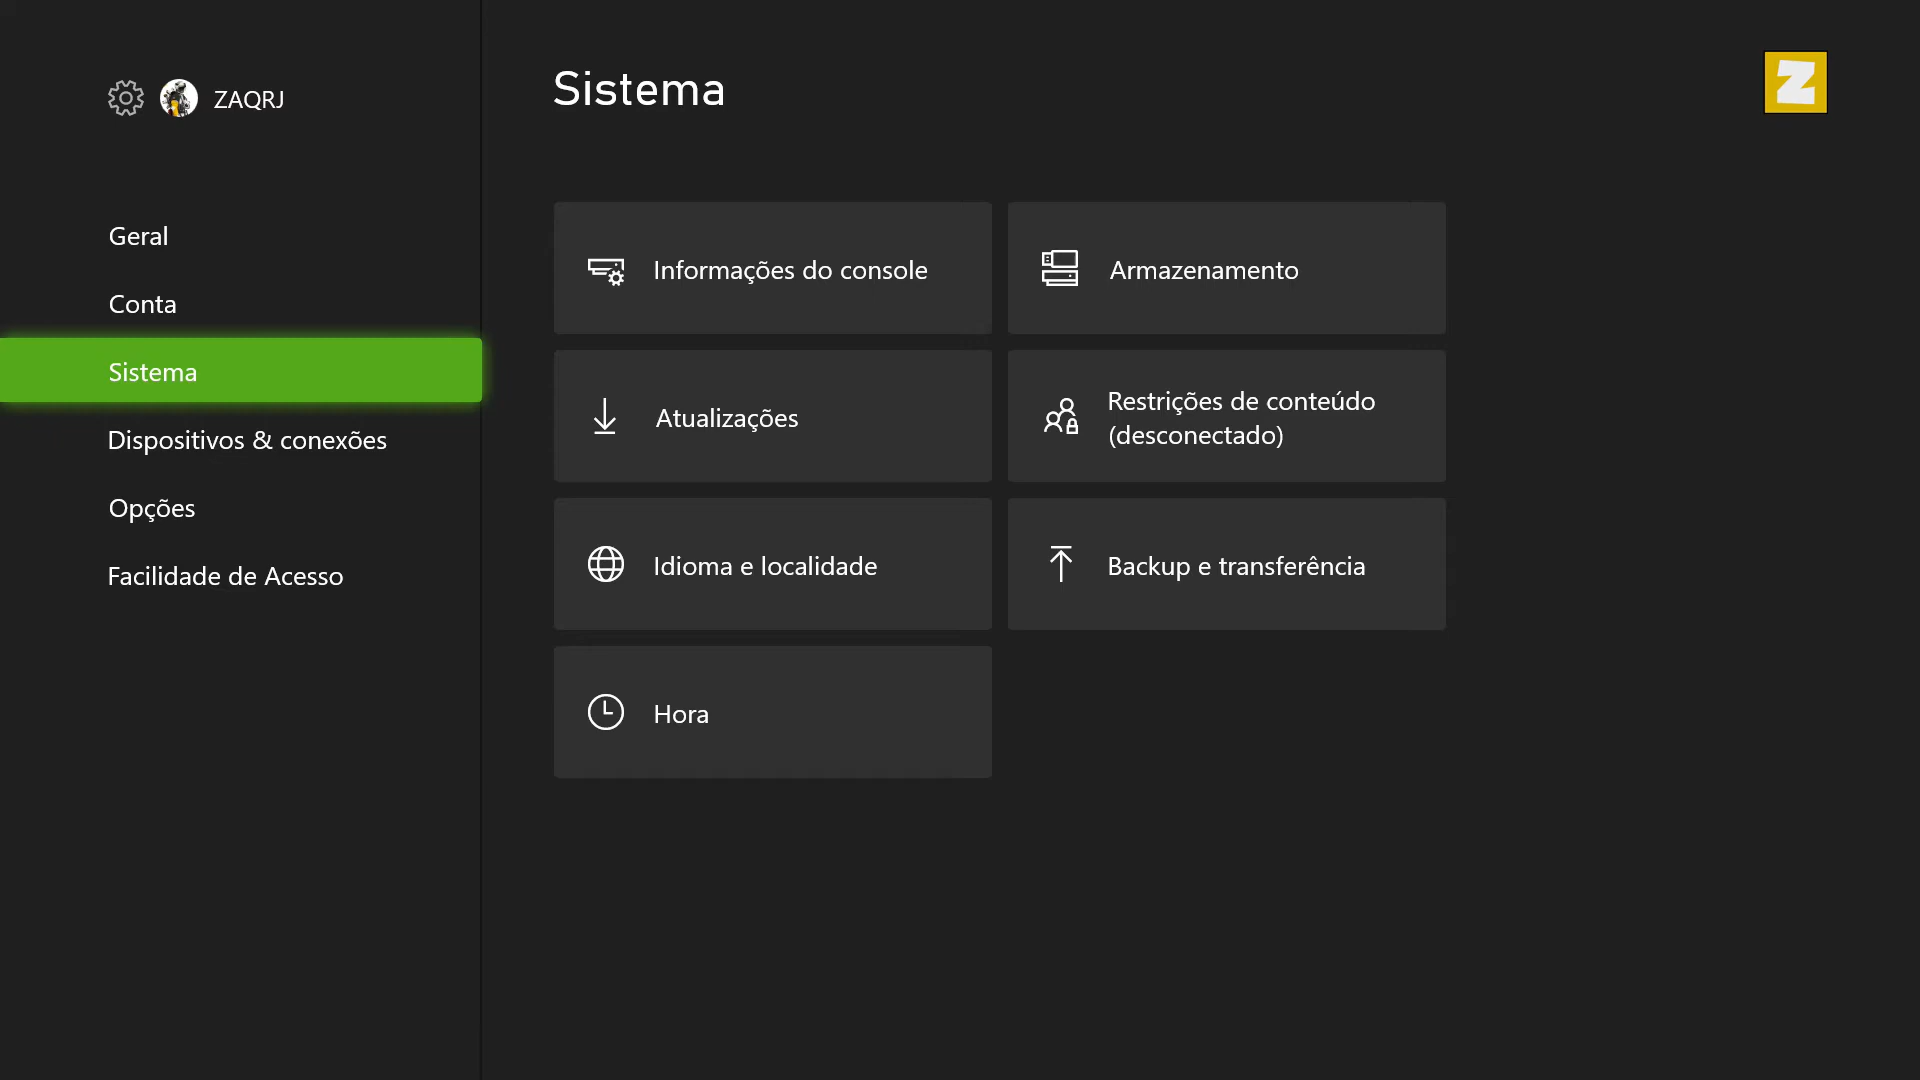 ZAQRJ
Geral
Conta
Sistema
Dispositivos & conexões
Opções
Facilidade de Acesso
Sistema
Z
Informações do console
Armazenamento
Atualizações
Restrições de conteúdo
(desconectado)
Idioma e localidade
Backup e transferência
Hora